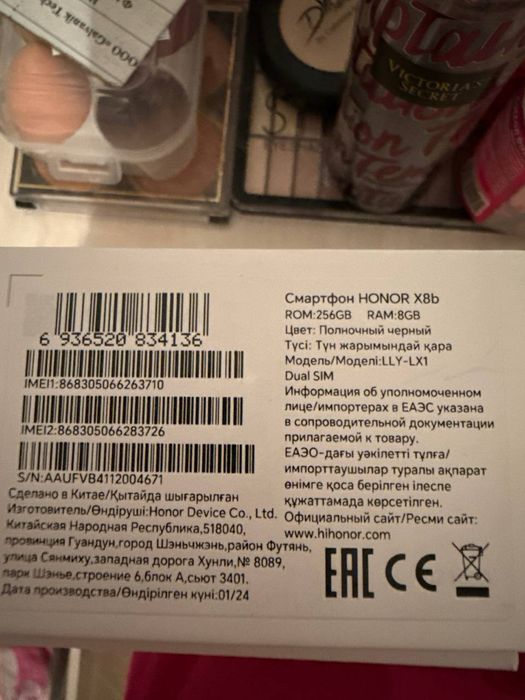 ООО «Galvanik Tech
VICTORIA'S
SECRET
6 936520 834136
IMEI1:868305066263710
IMEI2:868305066283726
S/N:AAUFVB4112004671
Сделано в Китае/Қытайда шығарылған
Изготовитель/Өндіруші:Honor Device Co., Ltd.
Китайская Народная Республика,518040,
провинция Гуандун,город Шэньчжэнь,район Футянь,
улица Сянмиху,западная дорога Хунли,№ 8089,
парк Шэнье,строение 6,блок А,сьют 3401.
Дата производства/Өндірілген күні:01/24
Смартфон HONOR X8b
ROM:256GB RAM:8GB
Цвет: Полночный черный
Түсі: Түн жарымындай қара
Модель/Моделі:LLY-LX1
Dual SIM
Информация об уполномоченном
лице/импортерах в ЕАЭС указана
в сопроводительной документации
прилагаемой к товару.
ЕАЭО-дағы уәкілетті тұлға/
импорттаушылар туралы ақпарат
өнімге қоса берілген ілеспе
құжаттамада көрсетілген.
Официальный сайт/Ресми сайт:
www.hihonor.com
EAC CE